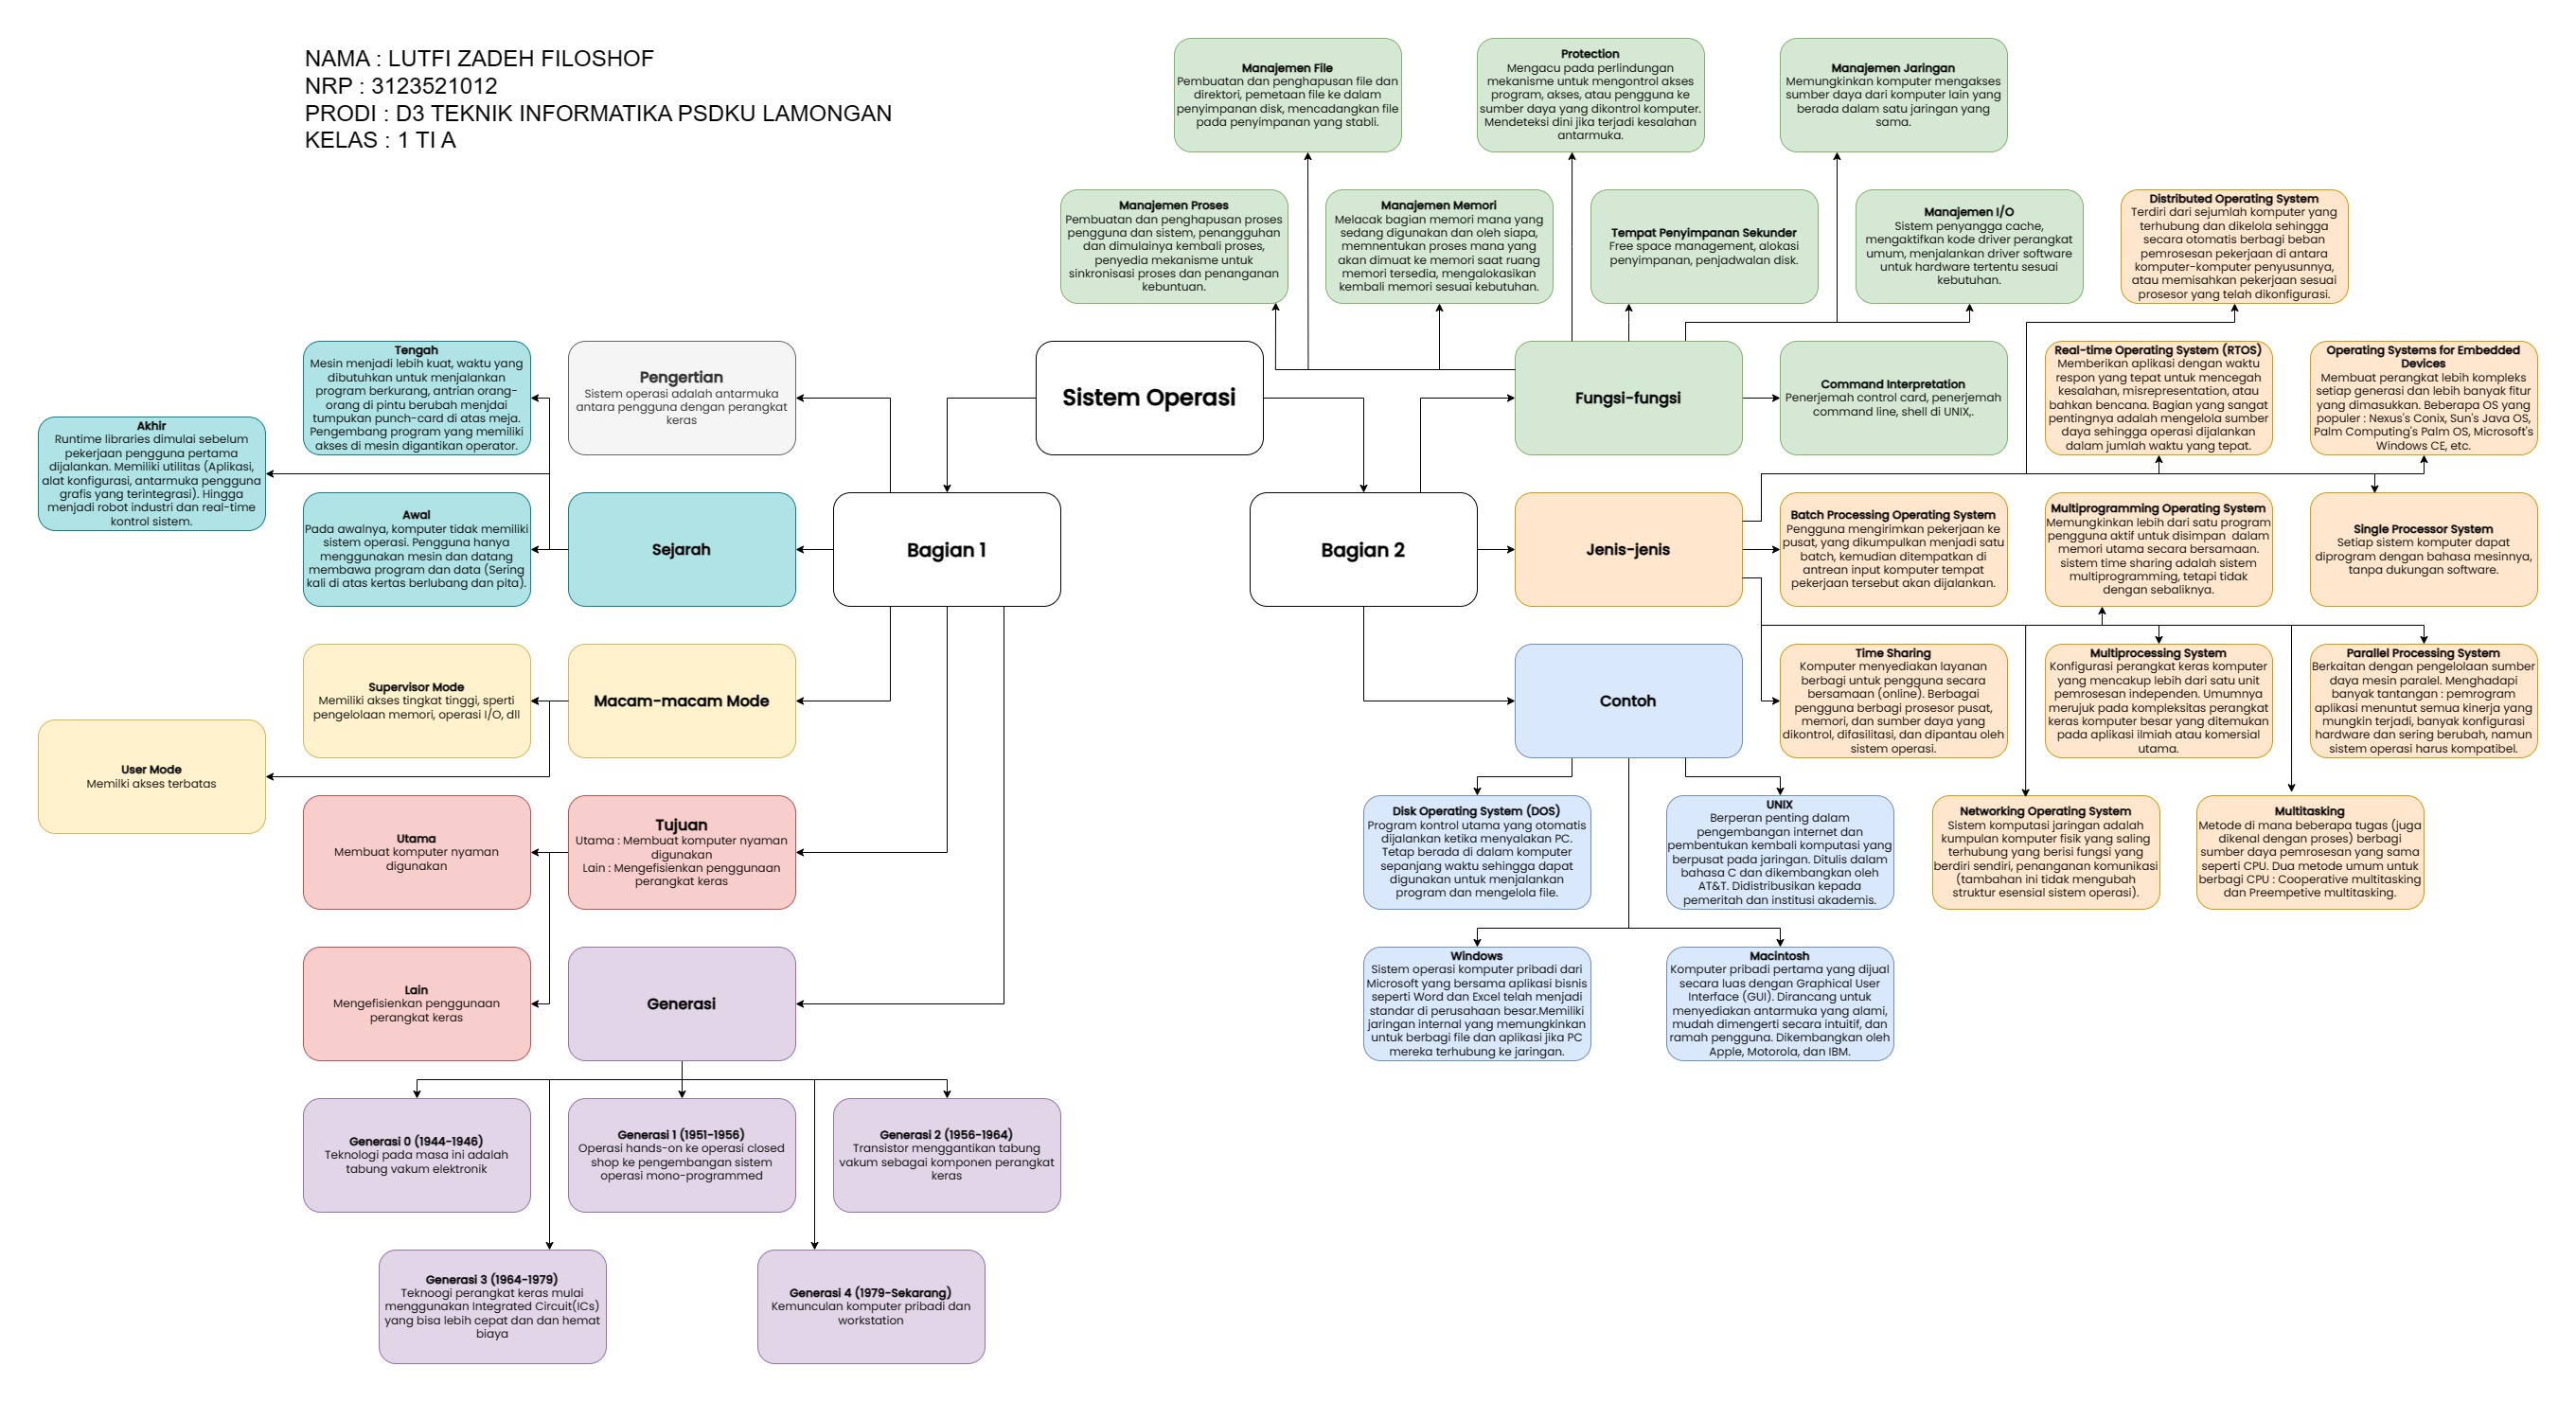 NAMA : LUTFI ZADEH FILOSHOF
NRP : 3123521012
PRODI : D3 TEKNIK INFORMATIKA PSDKU LAMONGAN
KELAS : 1 TI A
Sistem Operasi
Bagian 1
Pengertian
Sistem operasi adalah antarmuka
antara pengguna dengan perangkat
keras
Sejarah
Tengah
Mesin menjadi lebih kuat, waktu yang
dibutuhkan untuk menjalankan
program berkurang, antrian orang-
orang di pintu berubah menjdai
tumpukan punch-card di atas meja.
Pengembang program yang memiliki
akses di mesin digantikan operator.
Akhir
Runtime libraries dimulai sebelum
pekerjaan pengguna pertama
dijalankan. Memiliki utilitas (Aplikasi,
alat konfigurasi, antarmuka pengguna
grafis yang terintegrasi). Hingga
menjadi robot industri dan real-time
kontrol sistem.
Awal
Pada awalnya, komputer tidak memiliki
sistem operasi. Pengguna hanya
menggunakan mesin dan datang
membawa program dan data (Sering
kali di atas kertas berlubang dan pita).
Macam-macam Mode
Supervisor Mode
Memiliki akses tingkat tinggi, sperti
pengelolaan memori, operasi I/O, dll
User Mode
Memilki akses terbatas
Tujuan
Utama : Membuat komputer nyaman
digunakan
Lain : Mengefisienkan penggunaan
perangkat keras
Utama
Membuat komputer nyaman
digunakan
Lain
Mengefisienkan penggunaan
perangkat keras
Generasi
Generasi 0 (1944-1946)
Teknologi pada masa ini adalah
tabung vakum elektronik
Generasi 1 (1951-1956)
Operasi hands-on ke operasi closed
shop ke pengembangan sistem
operasi mono-programmed
Generasi 2 (1956-1964)
Transistor menggantikan tabung
vakum sebagai komponen perangkat
keras
Generasi 3 (1964-1979)
Teknoogi perangkat keras mulai
menggunakan Integrated Circuit(ICs)
yang bisa lebih cepat dan dan hemat
biaya
Generasi 4 (1979-Sekarang)
Kemunculan komputer pribadi dan
workstation
Bagian 2
Fungsi-fungsi
Manajemen File
Pembuatan dan penghapusan file dan
direktori, pemetaan file ke dalam
penyimpanan disk, mencadangkan file
pada penyimpanan yang stabli.
Protection
Mengacu pada perlindungan
mekanisme untuk mengontrol akses
program, akses, atau pengguna ke
sumber daya yang dikontrol komputer.
Mendeteksi dini jika terjadi kesalahan
antarmuka.
Manajemen Jaringan
Memungkinkan komputer mengakses
sumber daya dari komputer lain yang
berada dalam satu jaringan yang
sama.
Manajemen Proses
Pembuatan dan penghapusan proses
pengguna dan sistem, penangguhan
dan dimulainya kembali proses,
penyedia mekanisme untuk
sinkronisasi proses dan penanganan
kebuntuan.
Manajemen Memori
Melacak bagian memori mana yang
sedang digunakan dan oleh siapa,
memnentukan proses mana yang
akan dimuat ke memori saat ruang
memori tersedia, mengalokasikan
kembali memori sesuai kebutuhan.
Tempat Penyimpanan Sekunder
Free space management, alokasi
penyimpanan, penjadwalan disk.
Manajemen I/O
Sistem penyangga cache,
mengaktifkan kode driver perangkat
umum, menjalankan driver software
untuk hardware tertentu sesuai
kebutuhan.
Command Interpretation
Penerjemah control card, penerjemah
command line, shell di UNIX,.
Jenis-jenis
Distributed Operating System
Terdiri dari sejumlah komputer yang
terhubung dan dikelola sehingga
secara otomatis berbagi beban
pemrosesan pekerjaan di antara
komputer-komputer penyusunnya,
atau memisahkan pekerjaan sesuai
prosesor yang telah dikonfigurasi.
Real-time Operating System (RTOS)
Memberikan aplikasi dengan waktu
respon yang tepat untuk mencegah
kesalahan, misrepresentation, atau
bahkan bencana. Bagian yang sangat
pentingnya adalah mengelola sumber
daya sehingga operasi dijalankan
dalam jumlah waktu yang tepat.
Operating Systems for Embedded
Devices
Membuat perangkat lebih kompleks
setiap generasi dan lebih banyak fitur
yang dimasukkan. Beberapa OS yang
populer : Nexus's Conix, Sun's Java OS,
Palm Computing's Palm OS, Microsoft's
Windows CE, etc.
Batch Processing Operating System
Pengguna mengirimkan pekerjaan ke
pusat, yang dikumpulkan menjadi satu
batch, kemudian ditempatkan di
antrean input komputer tempat
pekerjaan tersebut akan dijalankan.
Multiprogramming Operating System
Memungkinkan lebih dari satu program
pengguna aktif untuk disimpan dalam
memori utama secara bersamaan.
sistem time sharing adalah sistem
multiprogramming, tetapi tidak
dengan sebaliknya.
Single Processor System
Setiap sistem komputer dapat
diprogram dengan bahasa mesinnya,
tanpa dukungan software.
Time Sharing
Komputer menyediakan layanan
berbagi untuk pengguna secara
bersamaan (online). Berbagai
pengguna berbagi prosesor pusat,
memori, dan sumber daya yang
dikontrol, difasilitasi, dan dipantau oleh
sistem operasi.
Multiprocessing System
Konfigurasi perangkat keras komputer
yang mencakup lebih dari satu unit
pemrosesan independen. Umumnya
merujuk pada kompleksitas perangkat
keras komputer besar yang ditemukan
pada aplikasi ilmiah atau komersial
utama.
Parallel Processing System
Berkaitan dengan pengelolaan sumber
daya mesin paralel. Menghadapi
banyak tantangan : pemrogram
aplikasi menuntut semua kinerja yang
mungkin terjadi, banyak konfigurasi
hardware dan sering berubah, namun
sistem operasi harus kompatibel.
Networking Operating System
Sistem komputasi jaringan adalah
kumpulan komputer fisik yang saling
terhubung yang berisi fungsi yang
berdiri sendiri, penanganan komunikasi
(tambahan ini tidak mengubah
struktur esensial sistem operasi).
Multitasking
Metode di mana beberapa tugas (juga
dikenal dengan proses) berbagi
sumber daya pemrosesan yang sama
seperti CPU. Dua metode umum untuk
berbagi CPU : Cooperative multitasking
dan Preempetive multitasking.
Contoh
Disk Operating System (DOS)
Program kontrol utama yang otomatis
dijalankan ketika menyalakan PC.
Tetap berada di dalam komputer
sepanjang waktu sehingga dapat
digunakan untuk menjalankan
program dan mengelola file.
UNIX
Berperan penting dalam
pengembangan internet dan
pembentukan kembali komputasi yang
berpusat pada jaringan. Ditulis dalam
bahasa C dan dikembangkan oleh
AT&T. Didistribusikan kepada
pemeritah dan institusi akademis.
Windows
Sistem operasi komputer pribadi dari
Microsoft yang bersama aplikasi bisnis
seperti Word dan Excel telah menjadi
standar di perusahaan besar.Memiliki
jaringan internal yang memungkinkan
untuk berbagi file dan aplikasi jika PC
mereka terhubung ke jaringan.
Macintosh
Komputer pribadi pertama yang dijual
secara luas dengan Graphical User
Interface (GUI). Dirancang untuk
menyediakan antarmuka yang alami,
mudah dimengerti secara intuitif, dan
ramah pengguna. Dikembangkan oleh
Apple, Motorola, dan IBM.